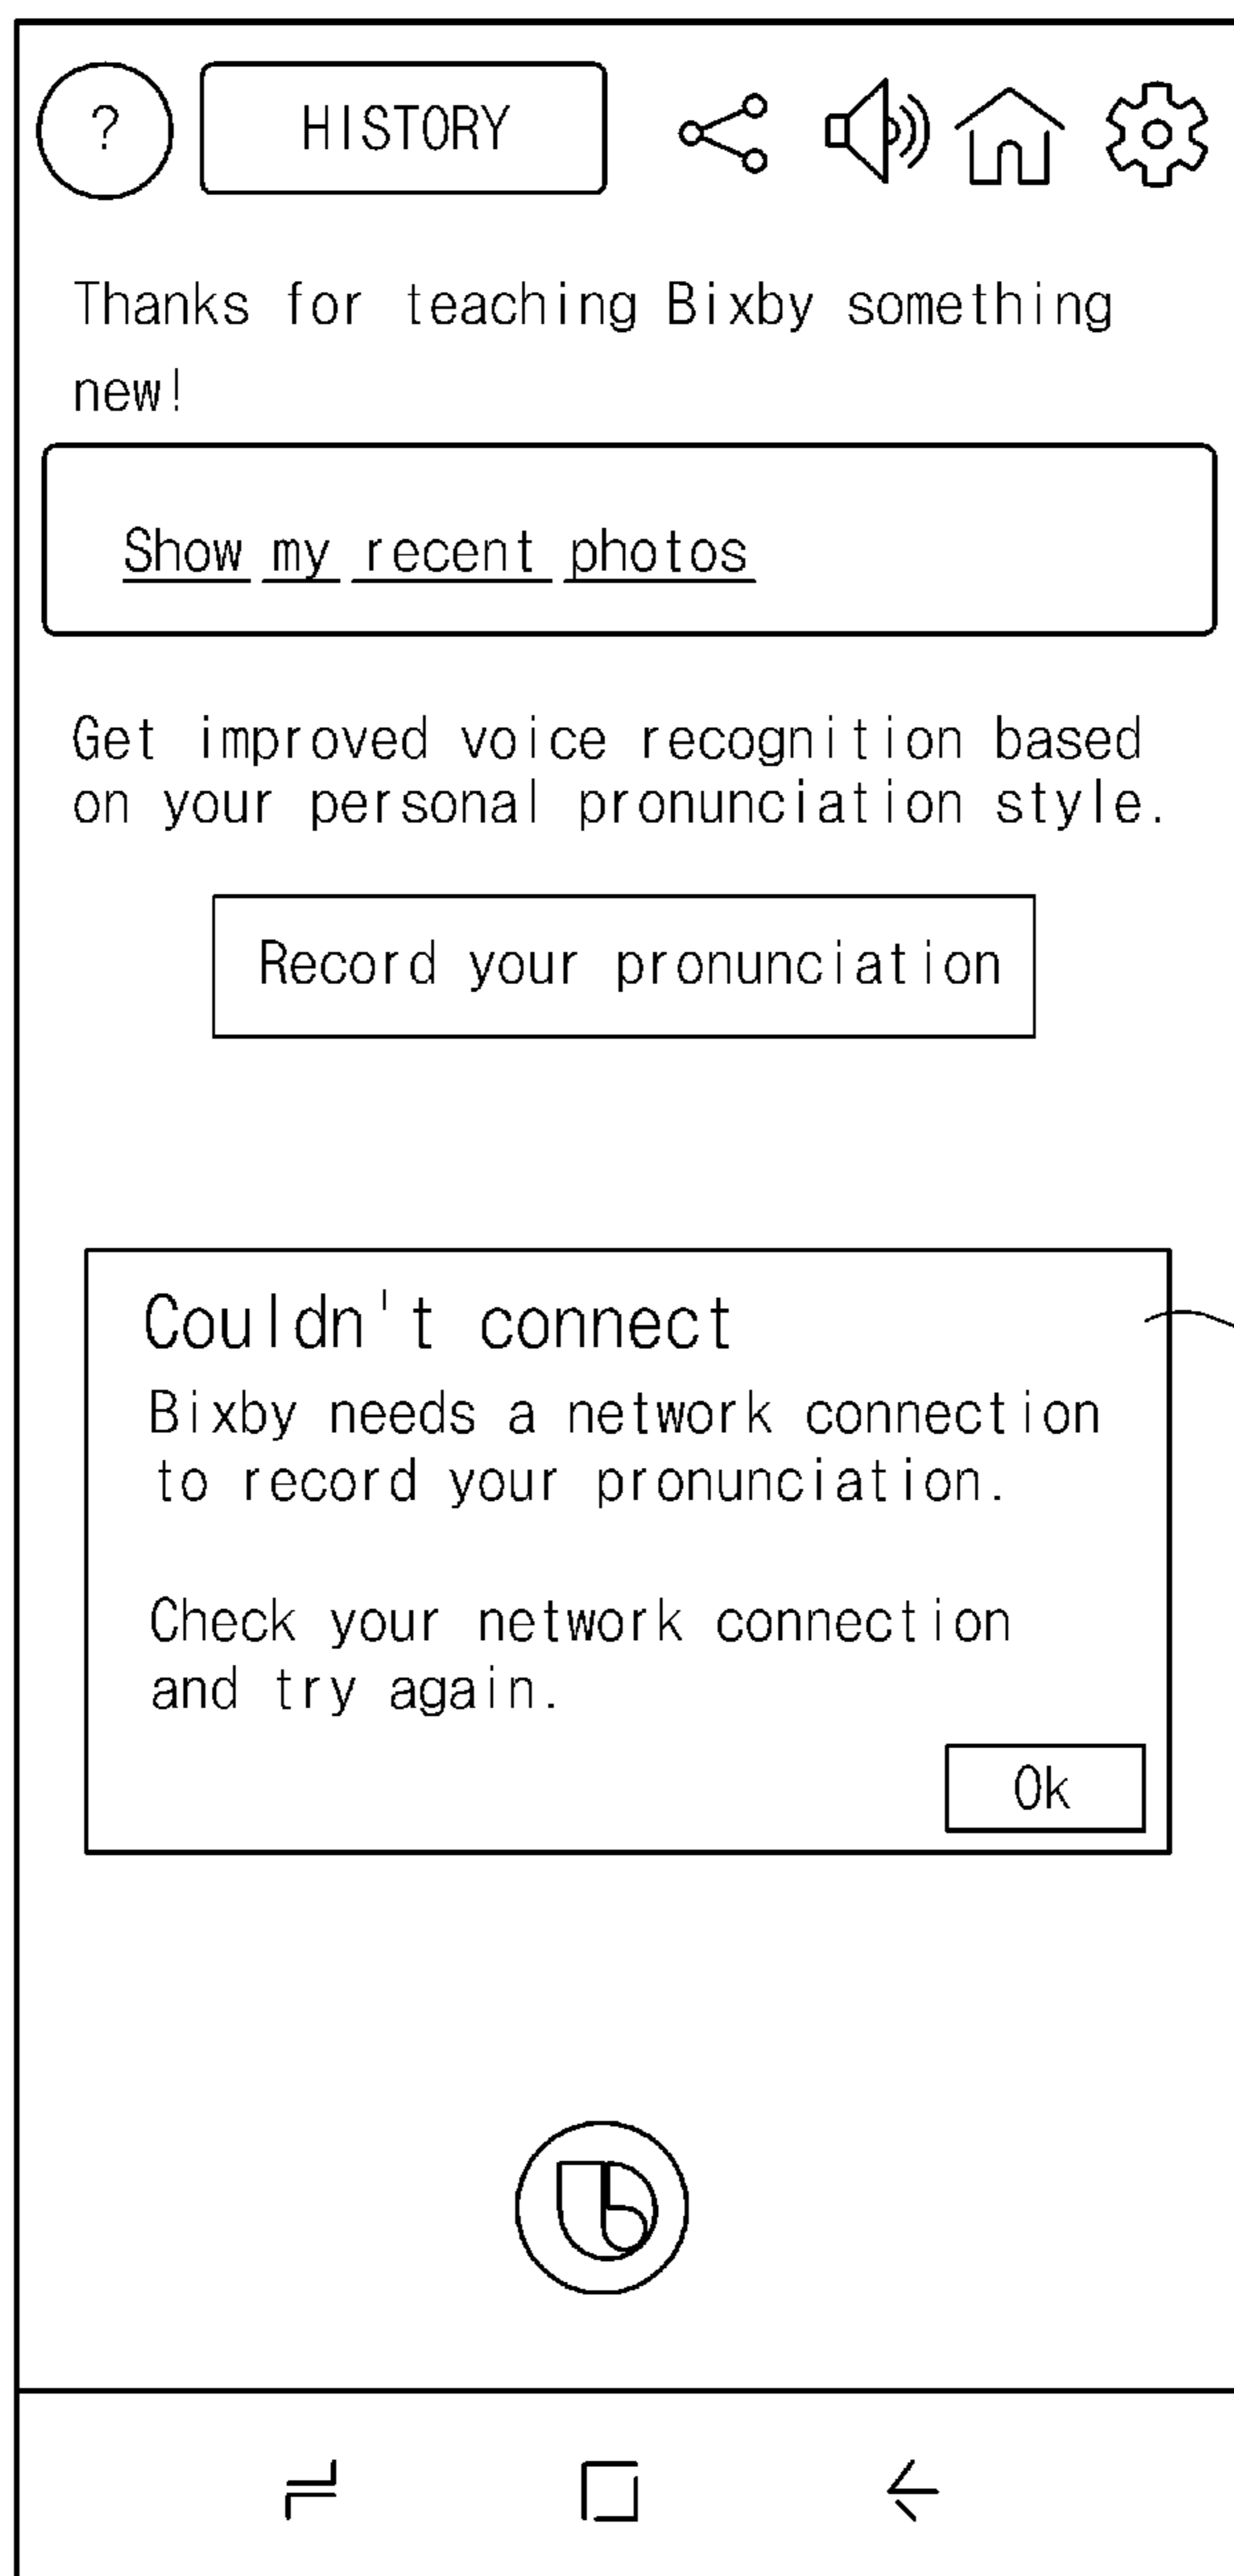 ?
HISTORY
Thanks for teaching Bixby something
new!
Show my recent photos
Get improved voice recognition based
on your personal pronunciation style.
Record your pronunciation
Couldn't connect
Bixby needs a network connection
to record your pronunciation.
Check your network connection
and try again.
Ok